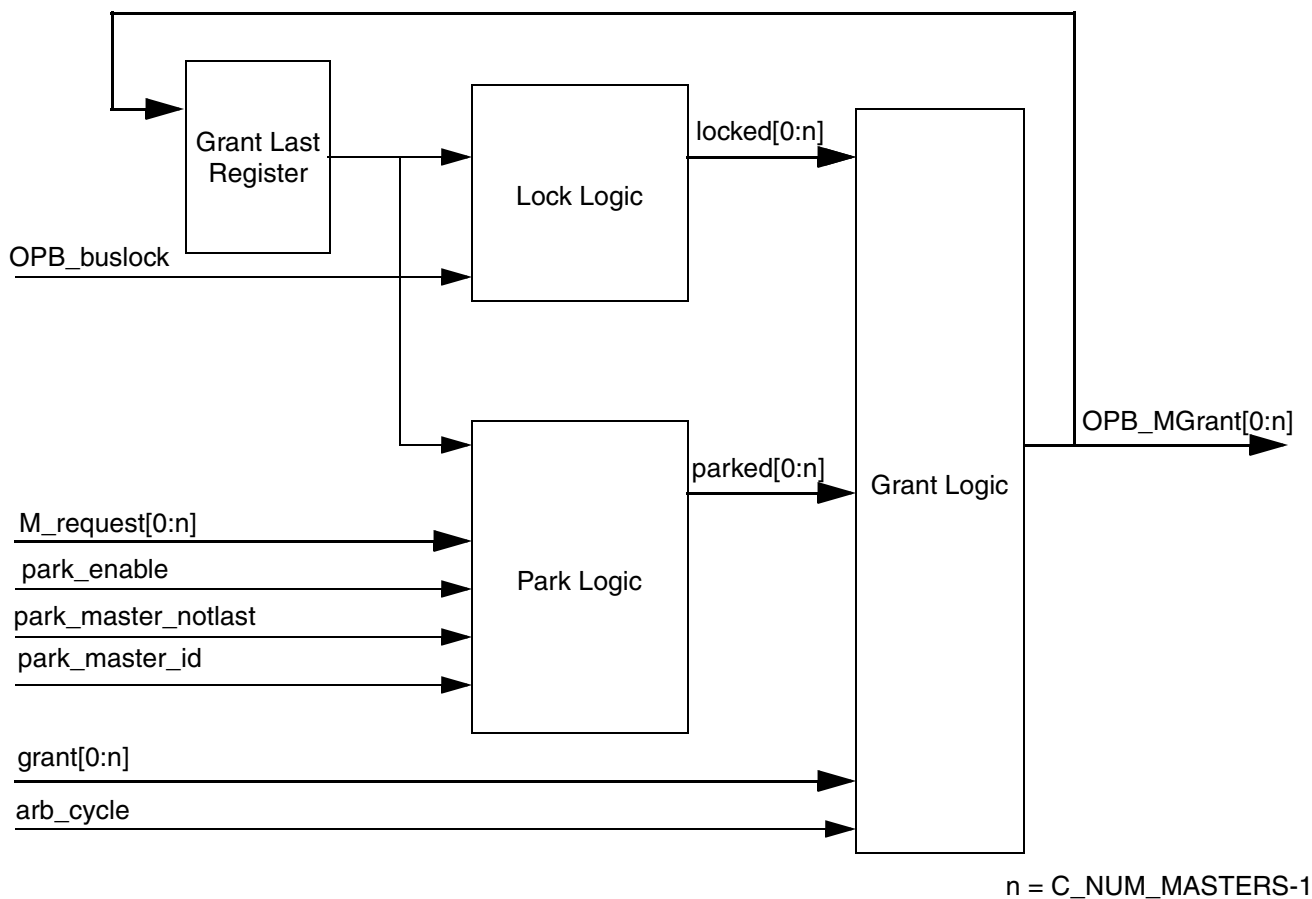 Grant Last
Register
locked[0:n]
Lock Logic
OPB_buslock
OPB_MGrant[0:n]
parked[0:n]
Grant Logic
M_request[0:n]
park_enable
Park Logic
park_master_notlast
park_master_id
grant[0:n]
arb_cycle
n = C_NUM_MASTERS-1